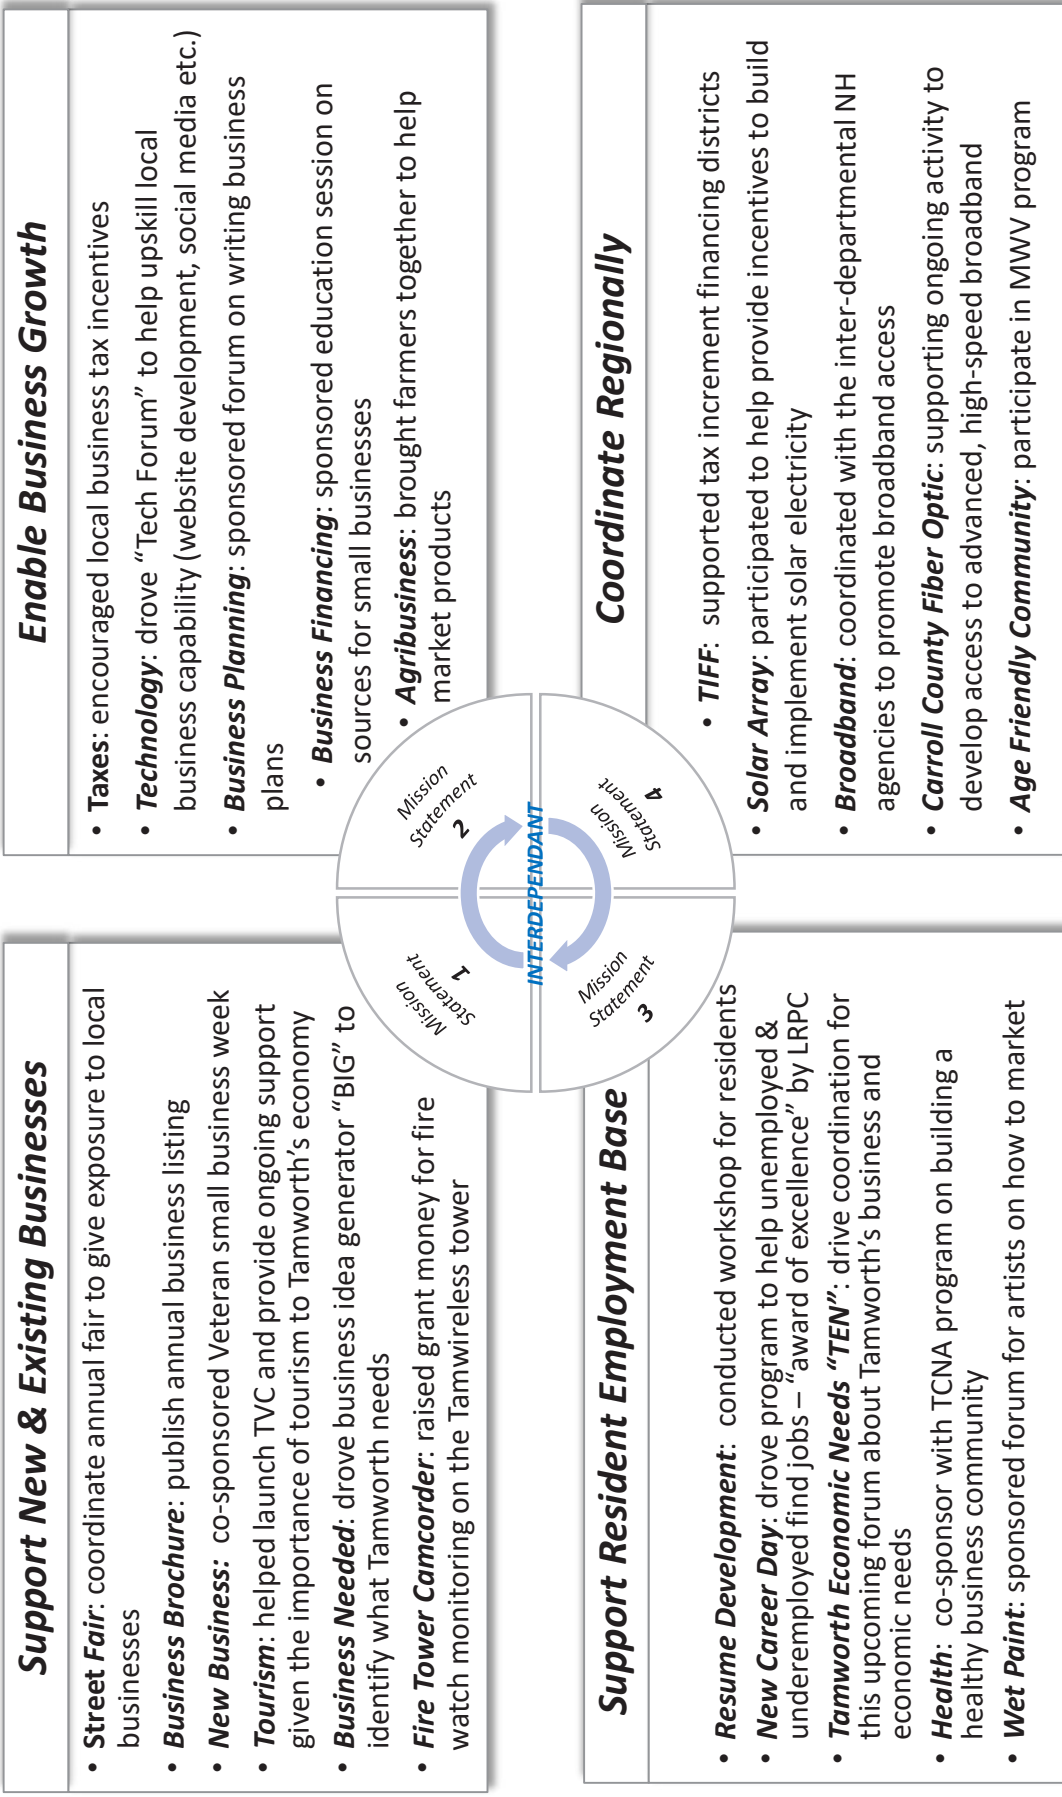 Support New & Existing Businesses
• Street Fair: coordinate annual fair to give exposure to local
businesses
• Business Brochure: publish annual business listing
• New Business: co-sponsored Veteran small business week
• Tourism: helped launch TVC and provide ongoing support
given the importance of tourism to Tamworth’s economy
• Business Needed: drove business idea generator “BIG” to
identify what Tamworth needs
• Fire Tower Camcorder: raised grant money for fire
watch monitoring on the Tamwireless tower
Enable Business Growth
• Taxes: encouraged local business tax incentives
• Technology: drove “Tech Forum” to help upskill local
business capability (website development, social media etc.)
• Business Planning: sponsored forum on writing business
plans
• Business Financing: sponsored education session on
sources for small businesses
• Agribusiness: brought farmers together to help
market products
Mission
Statement
1
Mission
Statement
2
INTERDEPENDANT
Mission
Statement
3
Mission
Statement
4
Support Resident Employment Base
• Resume Development: conducted workshop for residents
• New Career Day: drove program to help unemployed &
underemployed find jobs – “award of excellence” by LRPC
• Tamworth Economic Needs “TEN”: drive coordination for
this upcoming forum about Tamworth’s business and
economic needs
• Health: co-sponsor with TCNA program on building a
healthy business community
• Wet Paint: sponsored forum for artists on how to market
Coordinate Regionally
• TIFF: supported tax increment financing districts
• Solar Array: participated to help provide incentives to build
and implement solar electricity
• Broadband: coordinated with the inter-departmental NH
agencies to promote broadband access
• Carroll County Fiber Optic: supporting ongoing activity to
develop access to advanced, high-speed broadband
• Age Friendly Community: participate in MWV program